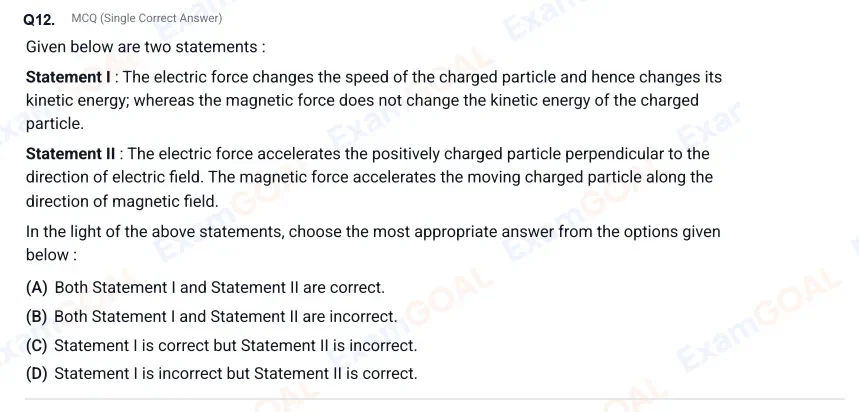 Q12. MCQ (Single Correct Answer)
Given below are two statements :
Statement I : The electric force changes the speed of the charged particle and hence changes its
kinetic energy; whereas the magnetic force does not change the kinetic energy of the charged
particle.
Statement II : The electric force accelerates the positively charged particle perpendicular to the
direction of electric field. The magnetic force accelerates the moving charged particle along the
direction of magnetic field.
In the light of the above statements, choose the most appropriate answer from the options given
below :
(A) Both Statement I and Statement II are correct.
(B) Both Statement I and Statement II are incorrect.
(C) Statement I is correct but Statement II is incorrect.
(D) Statement I is incorrect but Statement II is correct.
ExamGOAL